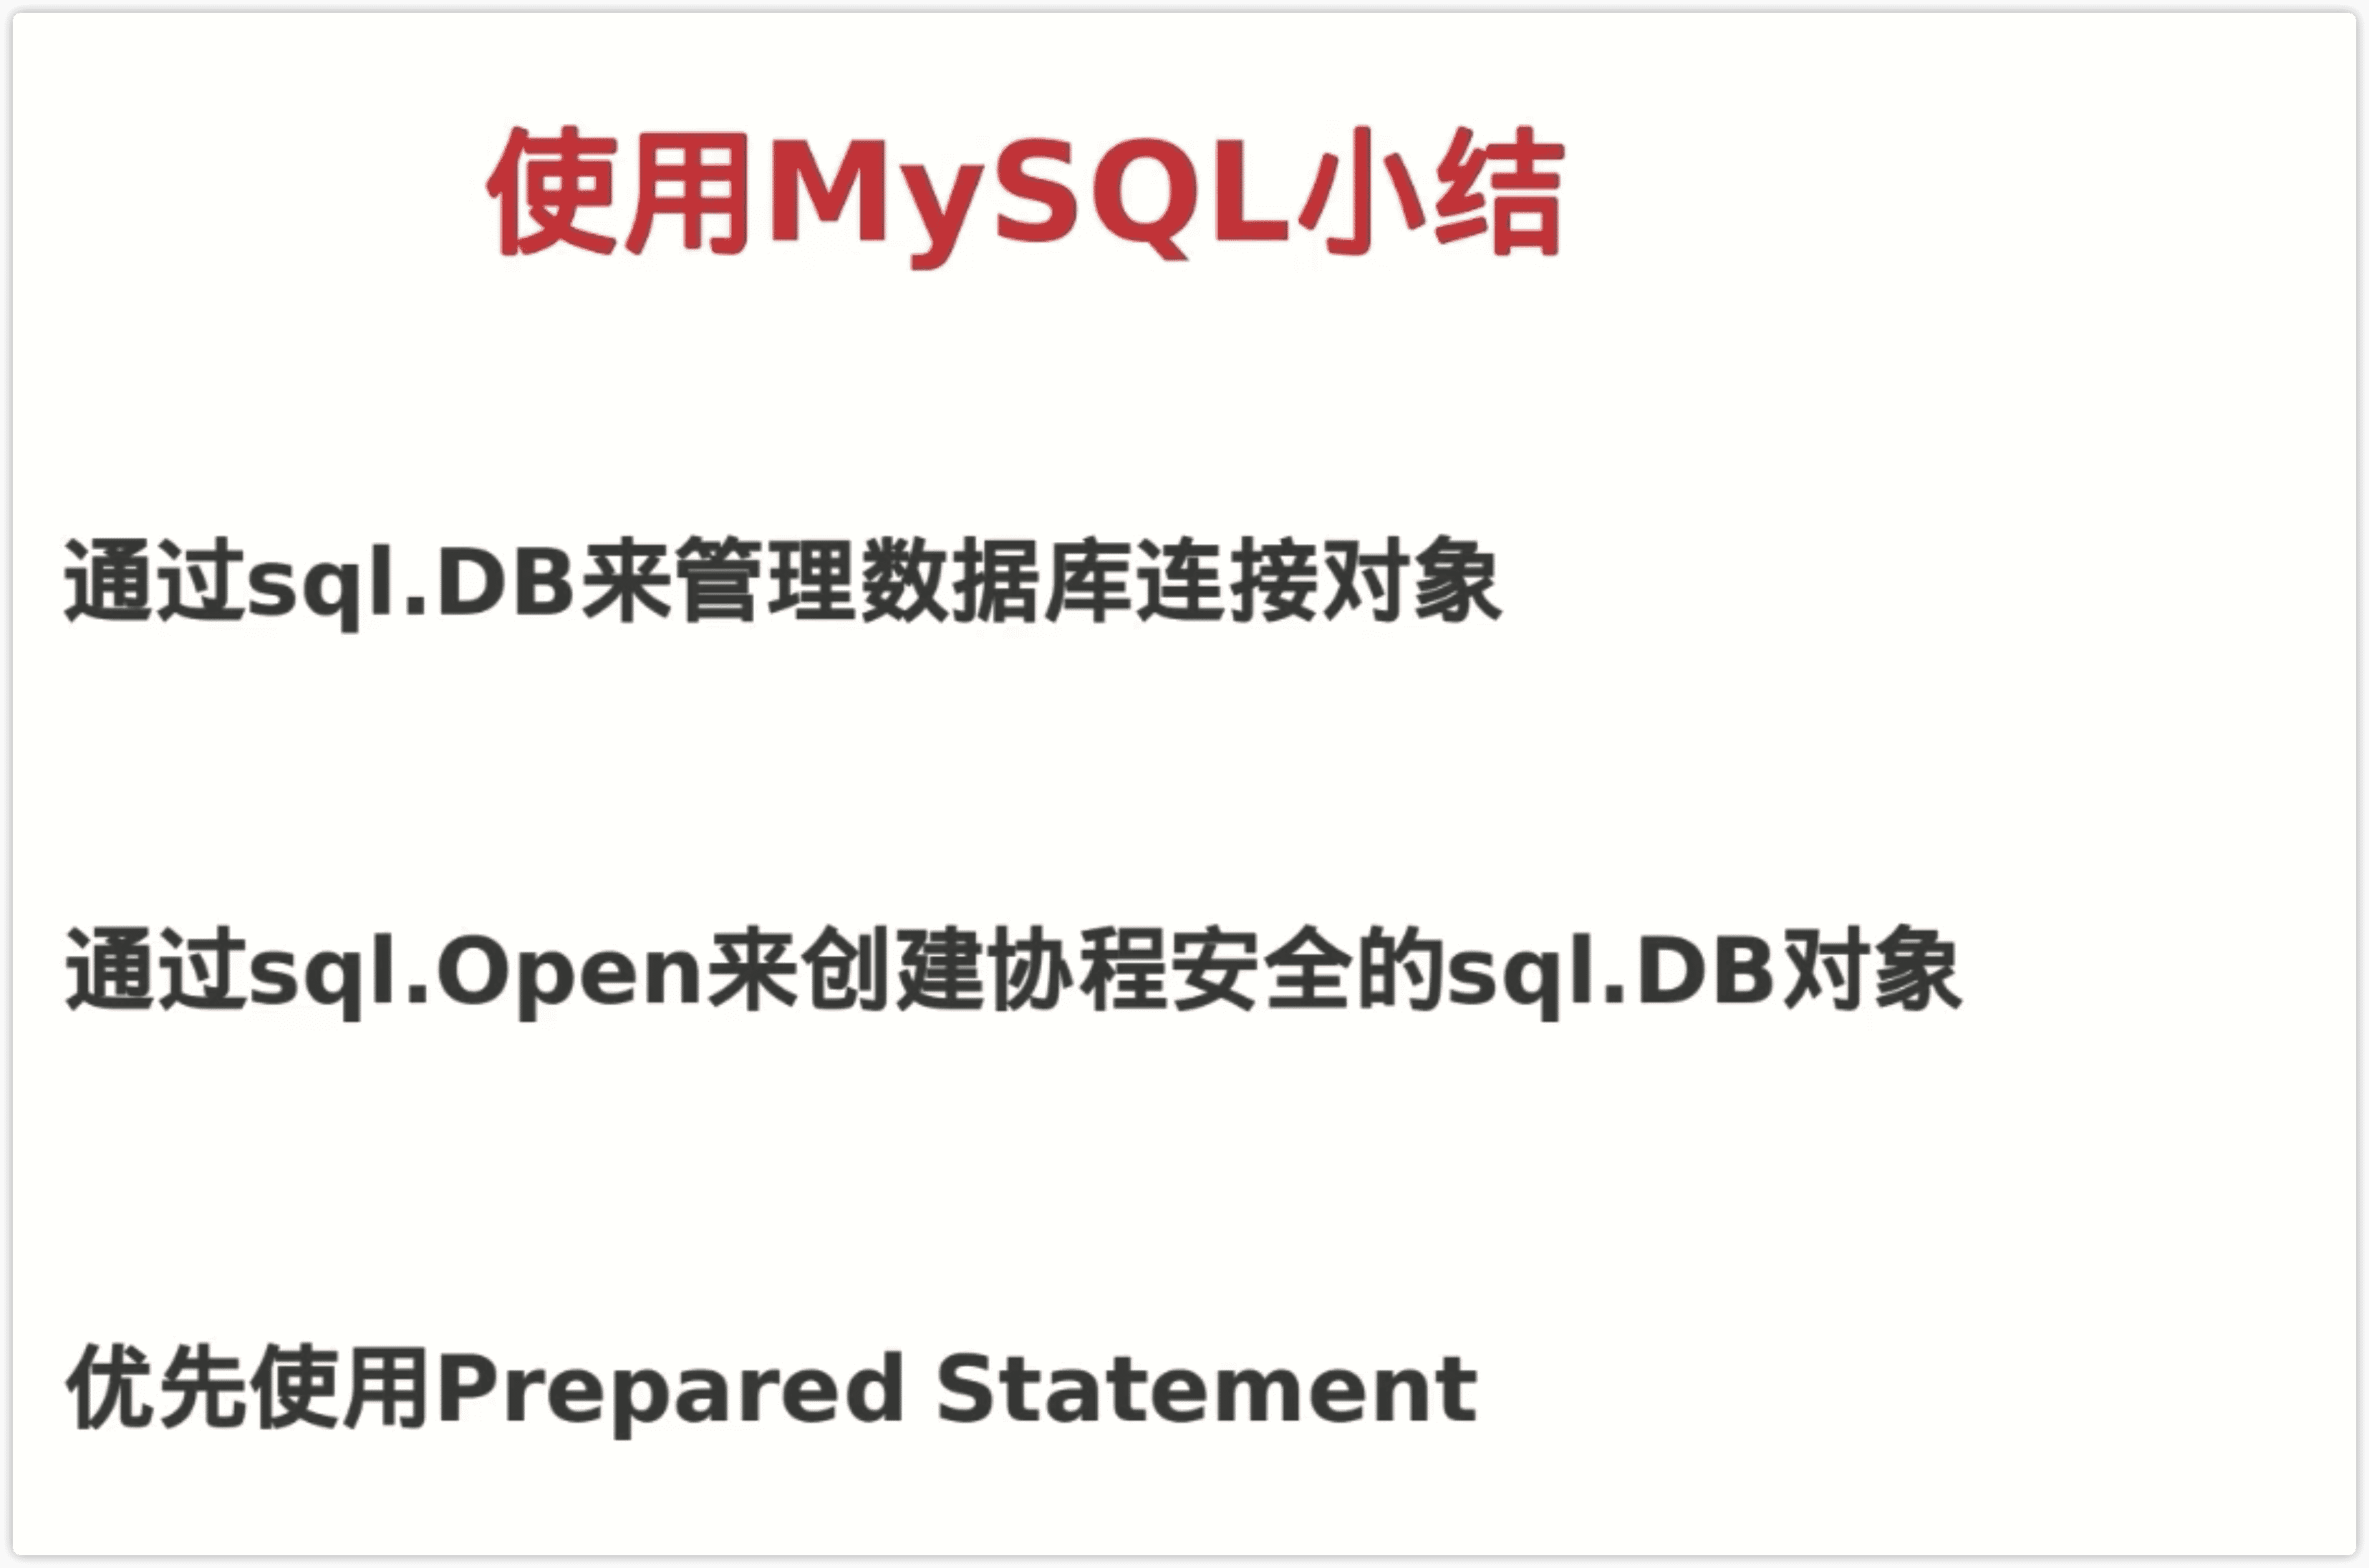 使用MySQL小结
通过sql.DB来管理数据库连接对象
通过sql.Open来创建协程安全的sql.DB对象
优先使用Prepared Statement